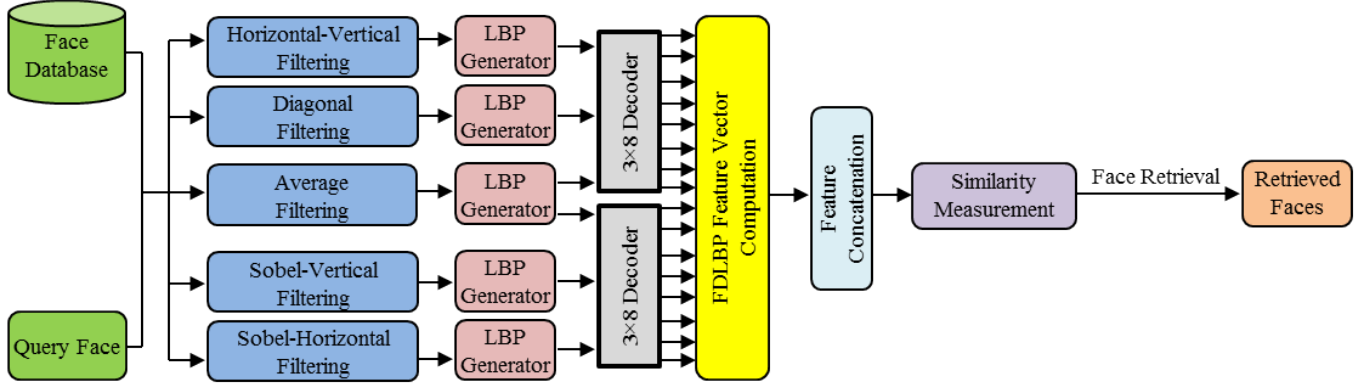 Face
Database
Query Face
Horizontal-Vertical
Filtering
Diagonal
Filtering
Average
Filtering
Sobel-Vertical
Filtering
Sobel-Horizontal
Filtering
LBP
Generator
LBP
Generator
LBP
Generator
LBP
Generator
LBP
Generator
3×8 Decoder
3×8 Decoder
FDLBP Feature Vector
Computation
Feature
Concatenation
Similarity
Measurement
Face Retrieval
Retrieved
Faces